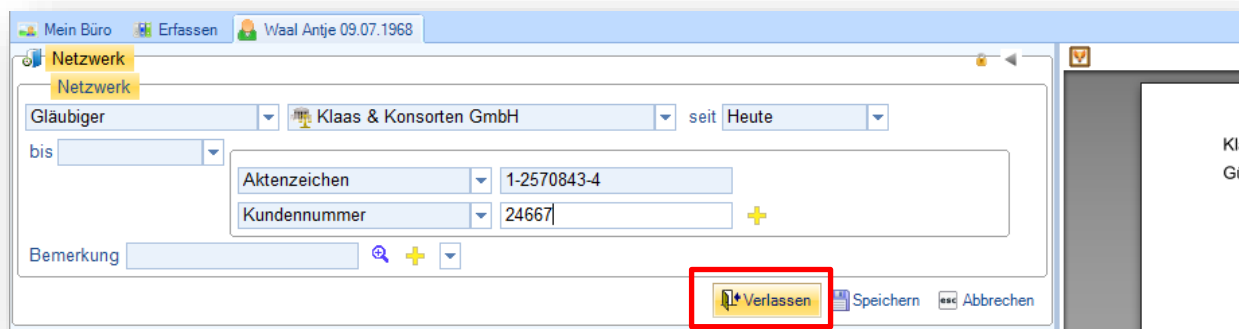 Mein Büro Erfassen Waal Antje 09.07.1968
Netzwerk
Netzwerk
Gläubiger Klaas & Konsorten GmbH seit Heute
bis
Aktenzeichen 1-2570843-4
Kundennummer 24667
Bemerkung
Verlassen Speichern esc Abbrechen